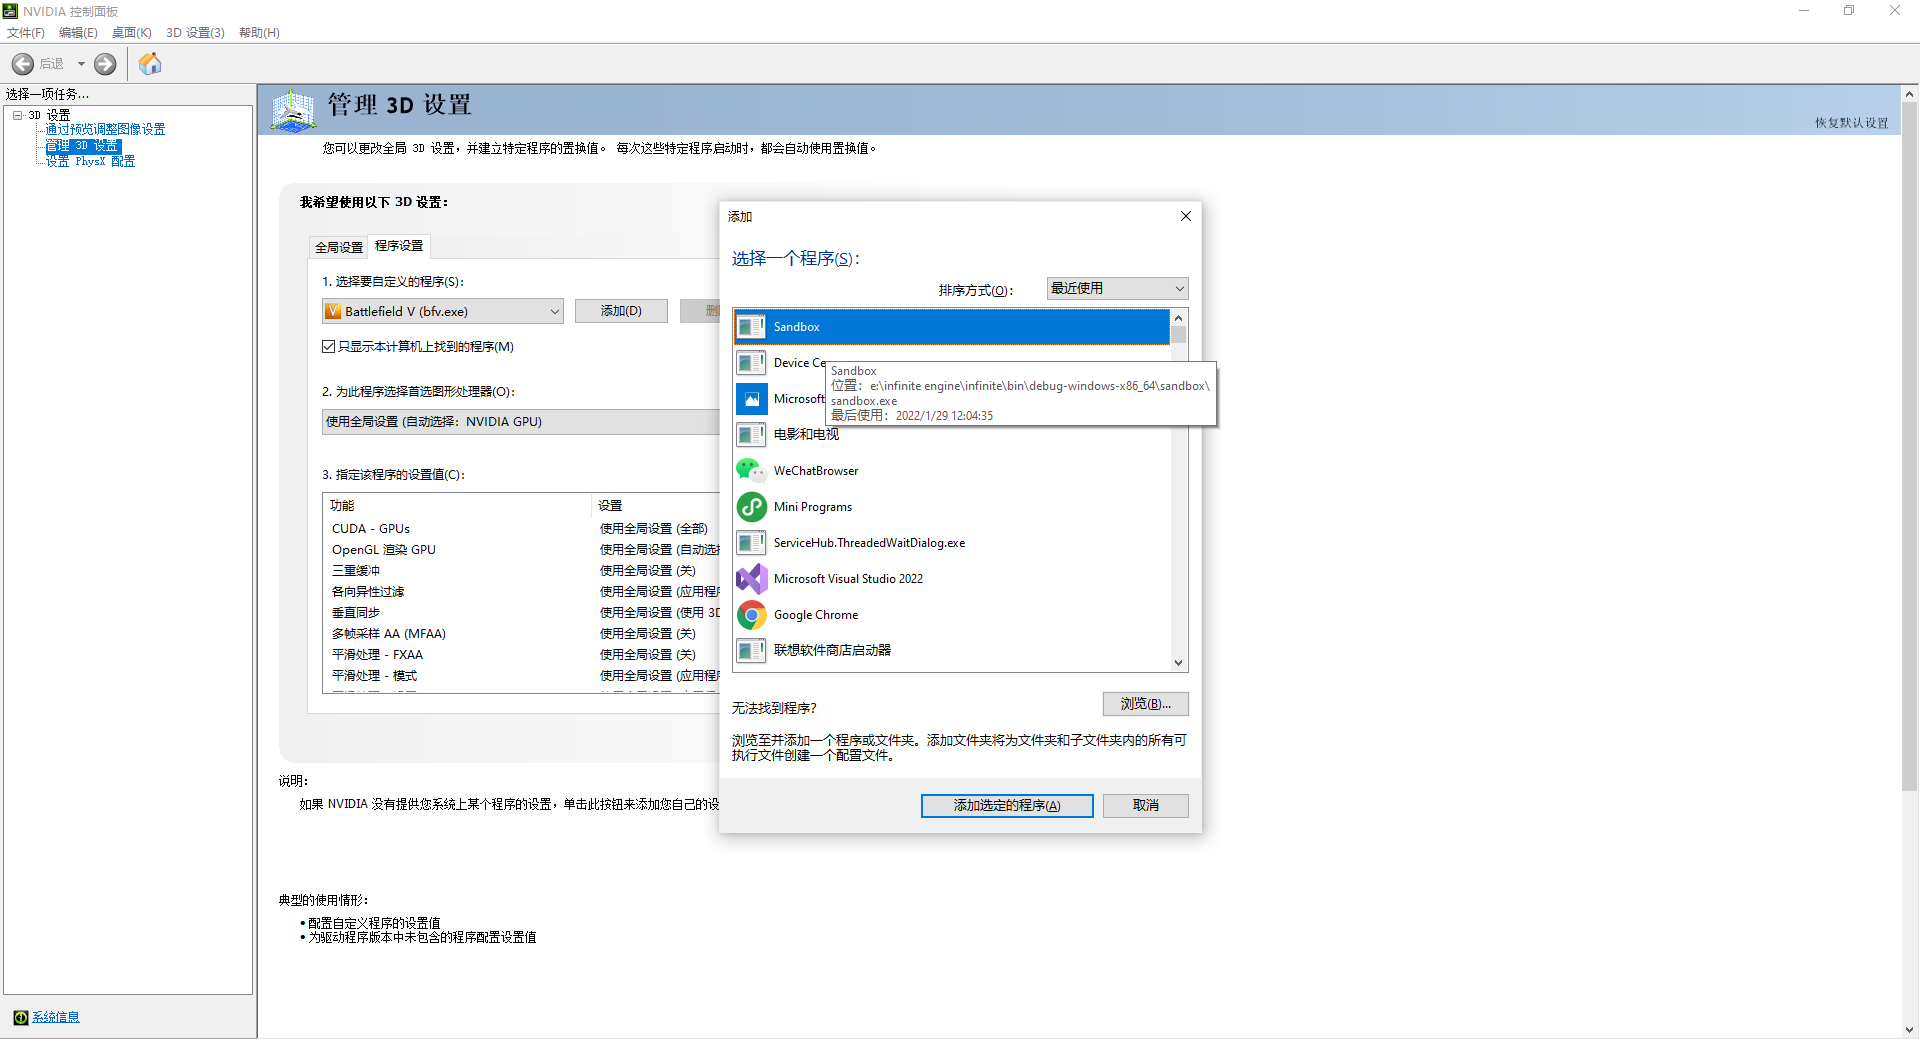 NVIDIA 控制面板
文件(F) 编辑(E) 桌面(K) 3D 设置(3) 帮助(H)
后退
选择一项任务...
3D 设置
通过预览调整图像设置
管理 3D 设置
设置 PhysX 配置
系统信息
管理 3D 设置
恢复默认设置
您可以更改全局 3D 设置，并建立特定程序的置换值。 每次这些特定程序启动时，都会自动使用置换值。
我希望使用以下 3D 设置:
全局设置 程序设置
1. 选择要自定义的程序(S):
Battlefield V (bfv.exe) 添加(D)
只显示本计算机上找到的程序(M)
2. 为此程序选择首选图形处理器(O):
使用全局设置 (自动选择: NVIDIA GPU)
3. 指定该程序的设置值(C):
功能 设置
CUDA - GPUs 使用全局设置 (全部)
OpenGL 渲染 GPU 使用全局设置 (自动选择
三重缓冲 使用全局设置 (关)
各向异性过滤 使用全局设置 (应用程
垂直同步 使用全局设置 (使用 3D
多帧采样 AA (MFAA) 使用全局设置 (关)
平滑处理 - FXAA 使用全局设置 (关)
平滑处理 - 模式 使用全局设置 (应用程
说明:
如果 NVIDIA 没有提供您系统上某个程序的设置，单击此按钮来添加您自己的设
典型的使用情形:
• 配置自定义程序的设置值
• 为驱动程序版本中未包含的程序配置设置值
添加
选择一个程序(S):
排序方式(O): 最近使用
Sandbox
Device Ce
Sandbox
位置: e:\infinite engine\infinite\bin\debug-windows-x86_64\sandbox\
sandbox.exe
最后使用: 2022/1/29 12:04:35
Microsoft
电影和电视
WeChatBrowser
Mini Programs
ServiceHub.ThreadedWaitDialog.exe
Microsoft Visual Studio 2022
Google Chrome
联想软件商店启动器
无法找到程序?
浏览(B)...
浏览至并添加一个程序或文件夹。添加文件夹将为文件夹和子文件夹内的所有可
执行文件创建一个配置文件。
添加选定的程序(A) 取消